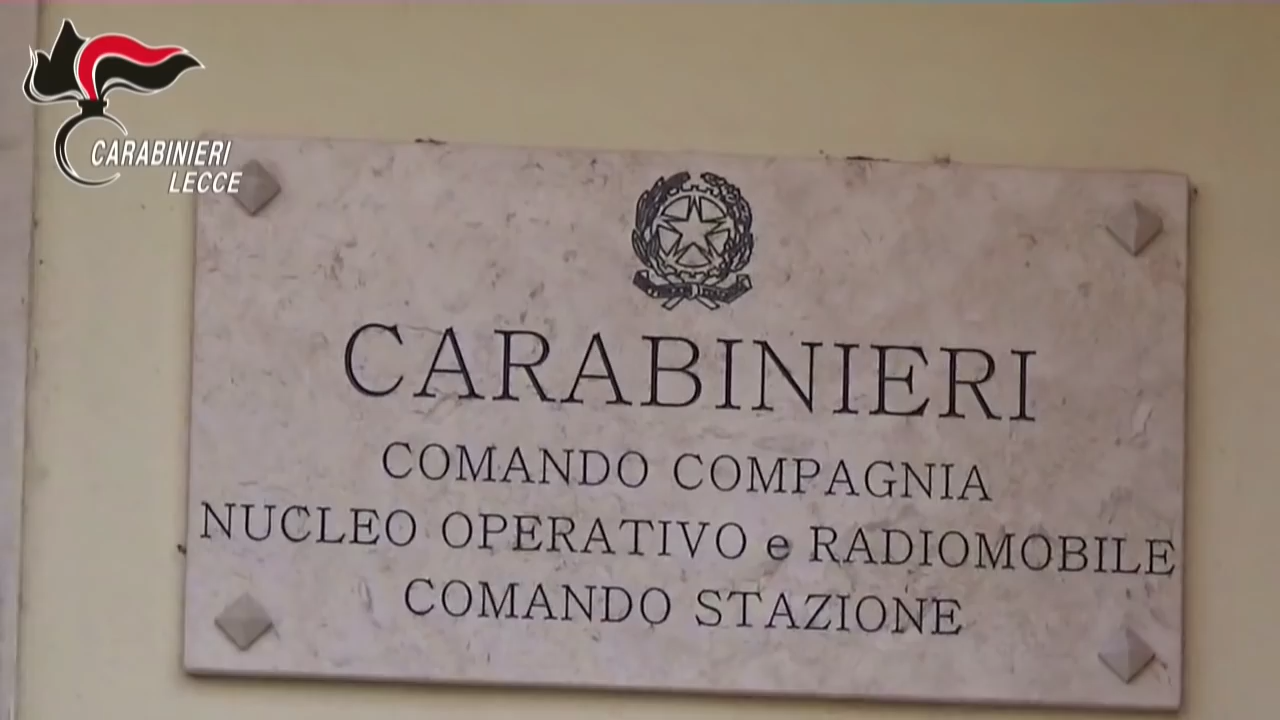 CARABINIERI
LECCE
CARABINIERI
COMANDO COMPAGNIA
NUCLEO OPERATIVO e RADIOMOBILE
COMANDO STAZIONE